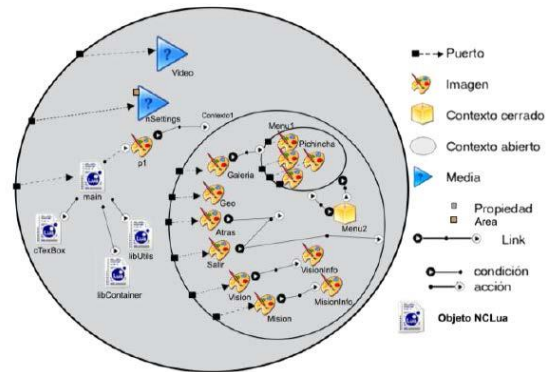 Video
nSettings
Contexto1
p1
main
cTexBox
libUtils
libContainer
Menu1
Pichincha
Galeria
Geo
Atras
Salir
Menu2
Vision
VisionInfo
Mision
MisionInfo
Puerto
Imagen
Contexto cerrado
Contexto abierto
Media
Propiedad
Area
Link
condición
acción
Objeto NCLua